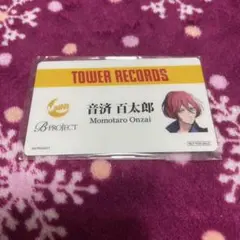 TOWER RECORDS
音済 百太郎
Momotaro Onzai
B-PROJECT